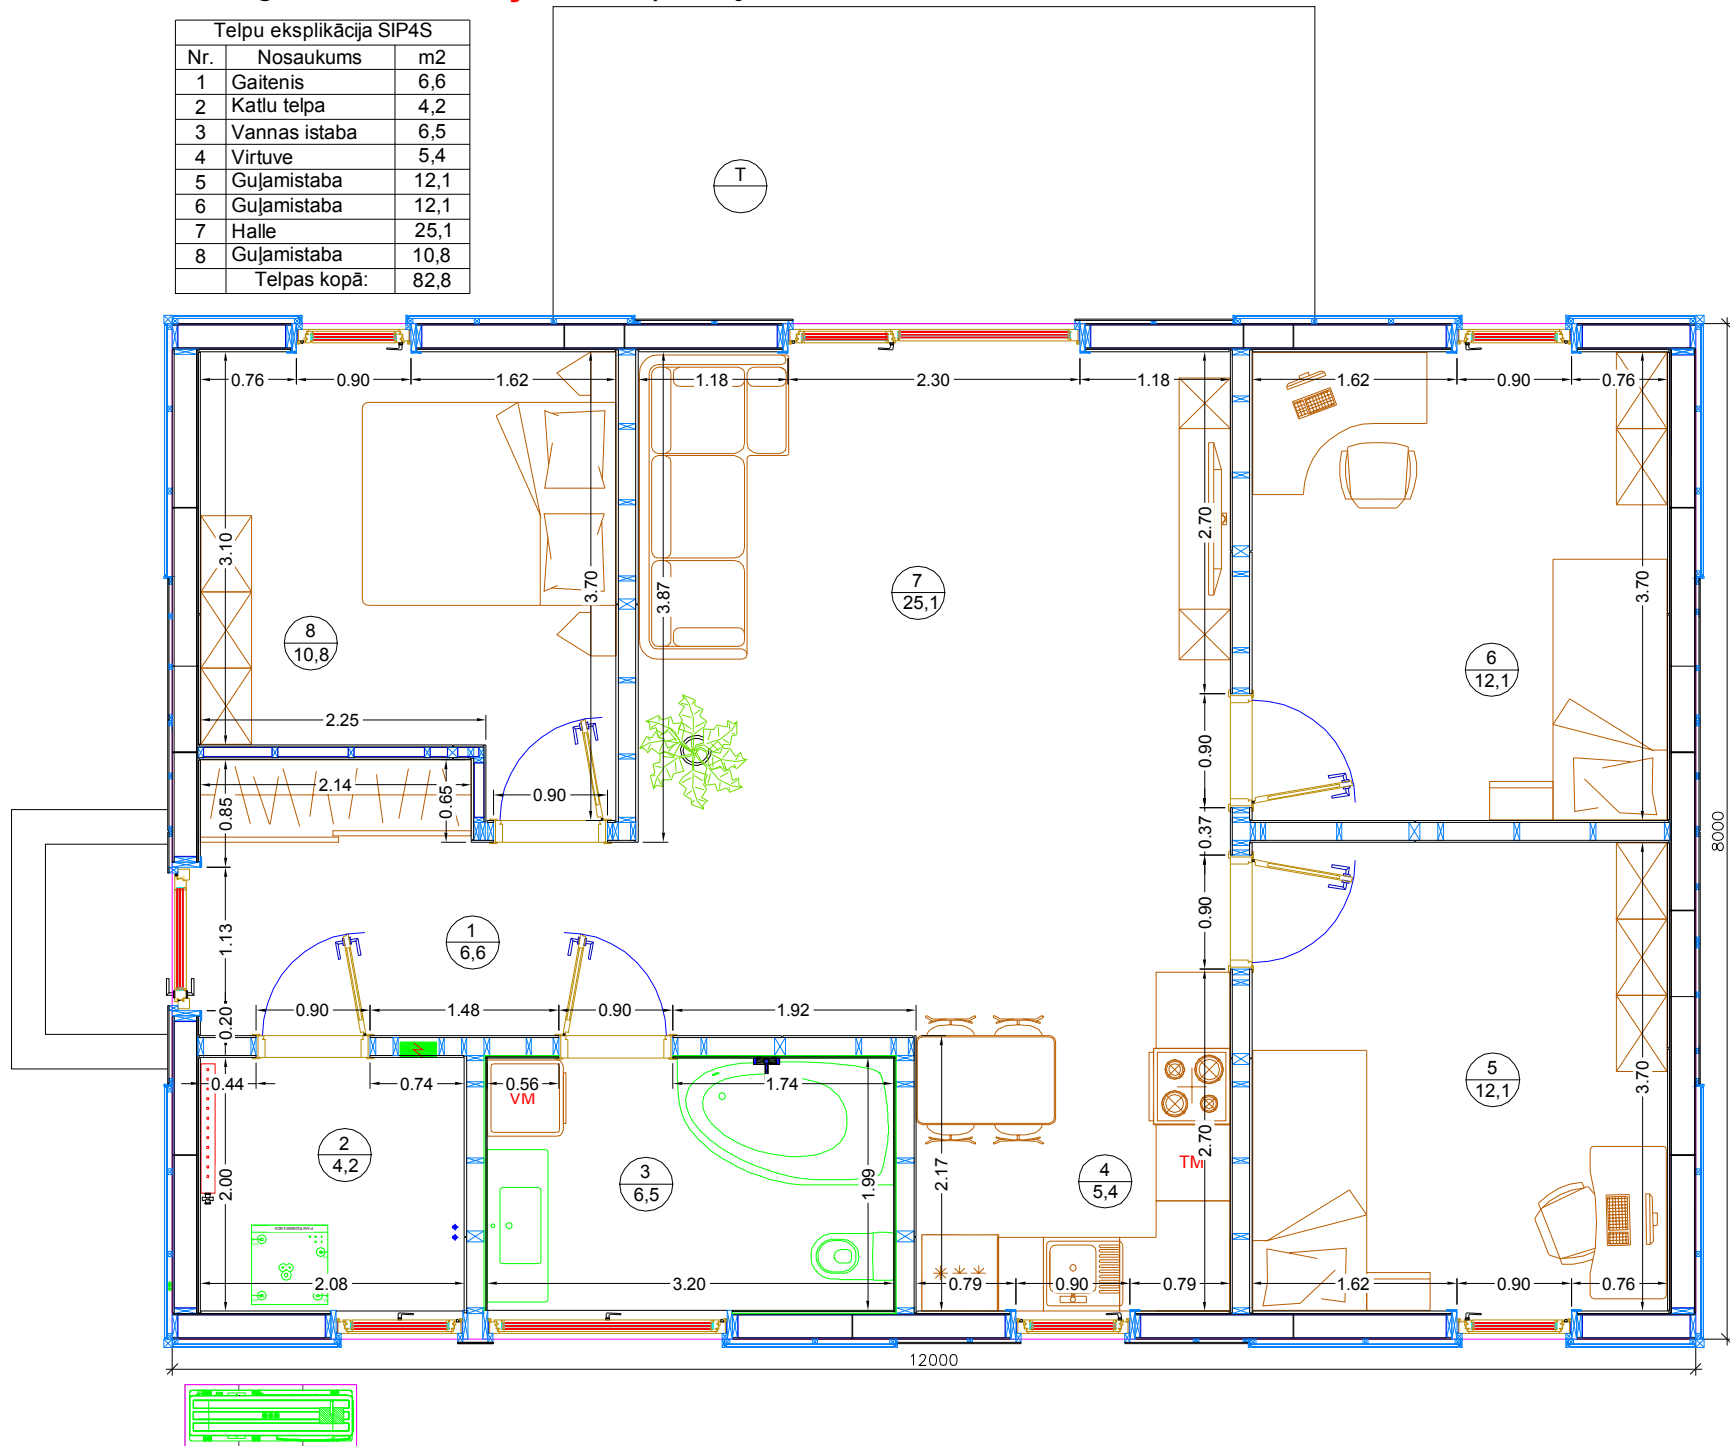 Telpu eksplikācija SIP4S
Nr. Nosaukums m2
1 Gaitenis 6,6
2 Katlu telpa 4,2
3 Vannas istaba 6,5
4 Virtuve 5,4
5 Guļamistaba 12,1
6 Guļamistaba 12,1
7 Halle 25,1
8 Guļamistaba 10,8
Telpas kopā: 82,8
T
0.76 0.90 1.62 1.18 2.30 1.18 1.62 0.90 0.76
3.10
3.70
3.87
2.70
3.70
7
25,1
8
10,8
6
12,1
2.25
2.14
0.85
0.65
0.90
0.90
0.37
0.90
8000
1.13
1
6,6
0.20
0.90 1.48 0.90 1.92
0.44 0.74 0.56 1.74
VM
2
4,2
2.00
3
6,5
1.99
2.17
4
5,4
TM
2.70
5
12,1
3.70
2.08 3.20 0.79 0.90 0.79 1.62 0.90 0.76
12000